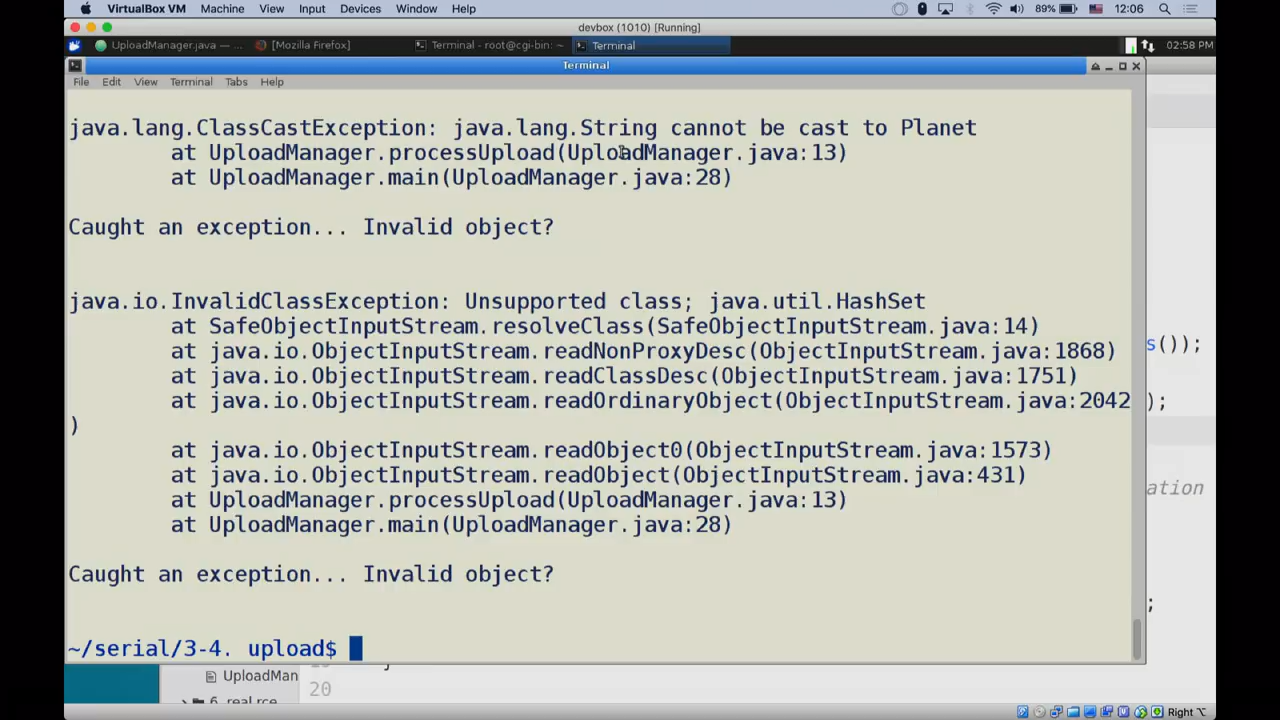 VirtualBox VM Machine View Input Devices Window Help 89% 12:06
devbox (1010) [Running]
UploadManager.java — ... [Mozilla Firefox] Terminal - root@cgi-bin: ~ Terminal 02:58 PM
Terminal
File Edit View Terminal Tabs Help
java.lang.ClassCastException: java.lang.String cannot be cast to Planet
at UploadManager.processUpload(UploadManager.java:13)
at UploadManager.main(UploadManager.java:28)
Caught an exception... Invalid object?
java.io.InvalidClassException: Unsupported class; java.util.HashSet
at SafeObjectInputStream.resolveClass(SafeObjectInputStream.java:14)
at java.io.ObjectInputStream.readNonProxyDesc(ObjectInputStream.java:1868)
s());
at java.io.ObjectInputStream.readClassDesc(ObjectInputStream.java:1751)
at java.io.ObjectInputStream.readOrdinaryObject(ObjectInputStream.java:2042
);
)
at java.io.ObjectInputStream.readObject0(ObjectInputStream.java:1573)
at java.io.ObjectInputStream.readObject(ObjectInputStream.java:431)
ation
at UploadManager.processUpload(UploadManager.java:13)
at UploadManager.main(UploadManager.java:28)
Caught an exception... Invalid object?
;
~/serial/3-4. upload$
UploadMan
20
Right ⌥